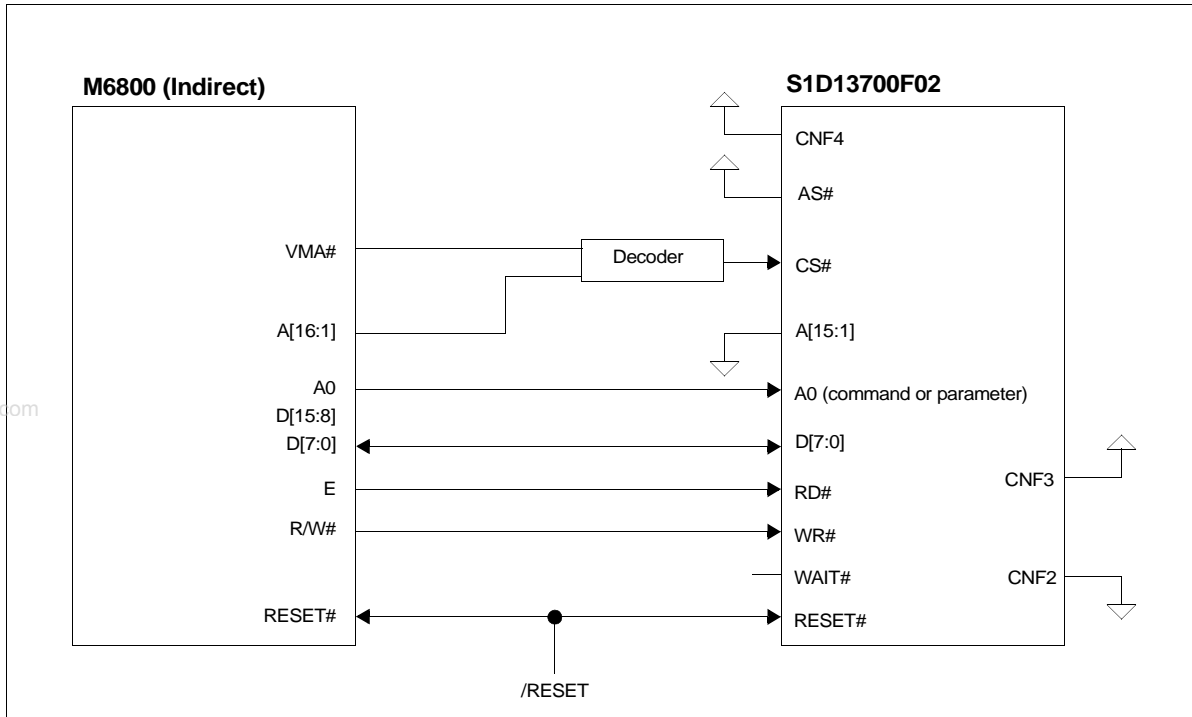 M6800 (Indirect)
S1D13700F02
CNF4
AS#
VMA#
Decoder
CS#
A[16:1]
A[15:1]
A0
A0 (command or parameter)
com
D[15:8]
D[7:0]
D[7:0]
CNF3
E
RD#
R/W#
WR#
WAIT#
CNF2
RESET#
RESET#
/RESET